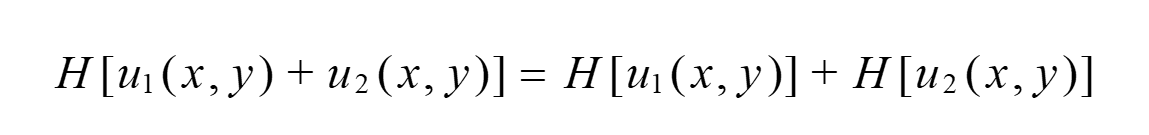 H[u₁(x, y) + u₂(x, y)] = H[u₁(x, y)] + H[u₂(x, y)]